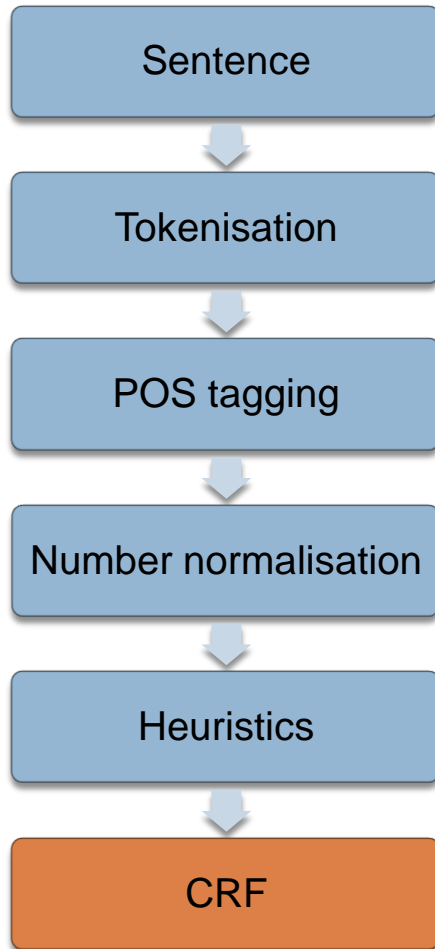 Sentence
Tokenisation
POS tagging
Number normalisation
Heuristics
CRF